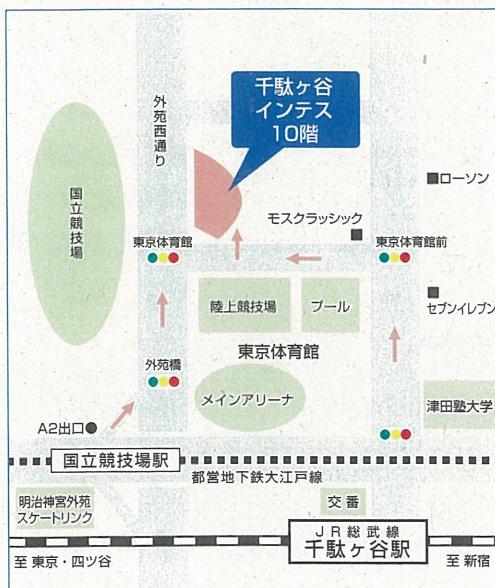 千駄ヶ谷
インテス
10階
外苑西通り
国立競技場
ローソン
モスクラッシック
東京体育館
東京体育館前
セブンイレブン
陸上競技場
プール
東京体育館
外苑橋
メインアリーナ
津田塾大学
A2出口
国立競技場駅
都営地下鉄大江戸線
明治神宮外苑
スケートリンク
交番
JR総武線
千駄ヶ谷駅
至 東京・四ツ谷
至 新宿